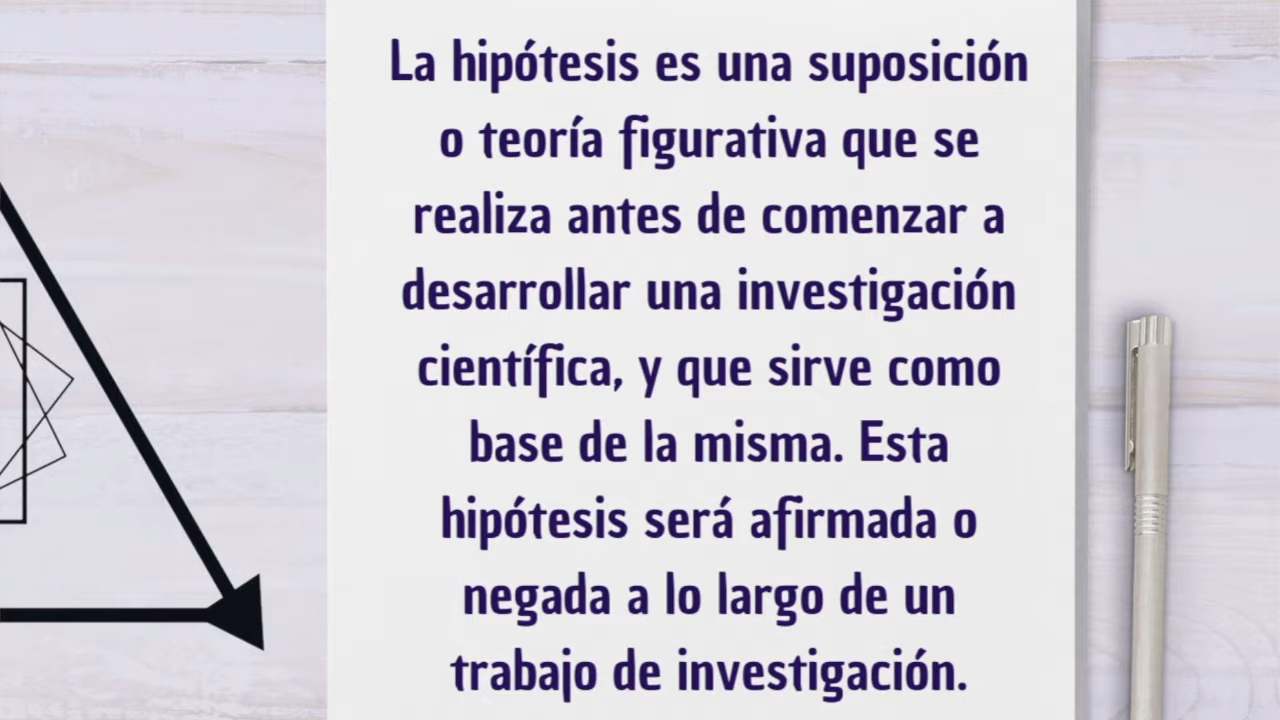 La hipótesis es una suposición
o teoría figurativa que se
realiza antes de comenzar a
desarrollar una investigación
científica, y que sirve como
base de la misma. Esta
hipótesis será afirmada o
negada a lo largo de un
trabajo de investigación.